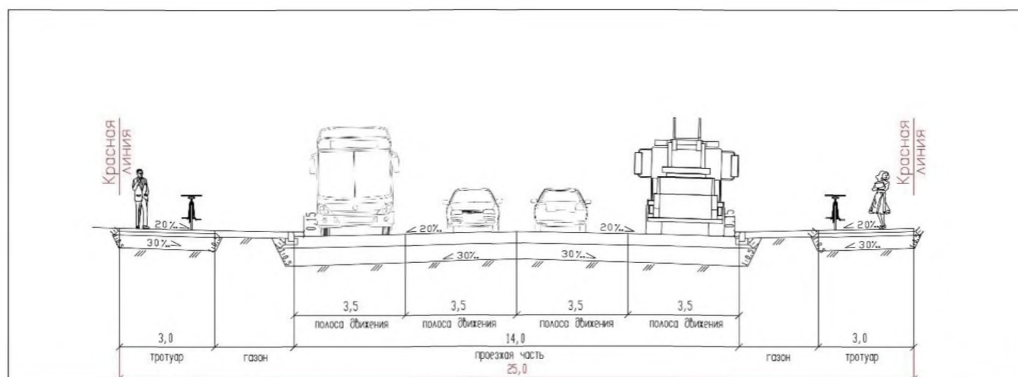 Красная
линия
Красная
линия
0,15
20‰
20‰
20‰
20‰
30‰
30‰
30‰
30‰
3,5
3,5
3,5
3,5
полоса движения
полоса движения
полоса движения
полоса движения
3,0
14,0
3,0
тротуар
газон
проезжая часть
газон
тротуар
25,0